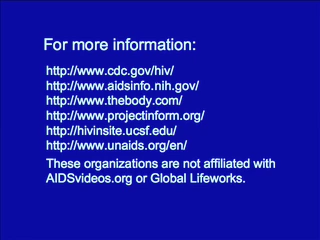 For more information:
http://www.cdc.gov/hiv/
http://www.aidsinfo.nih.gov/
http://www.thebody.com/
http://www.projectinform.org/
http://hivinsite.ucsf.edu/
http://www.unaids.org/en/
These organizations are not affiliated with
AIDSvideos.org or Global Lifeworks.